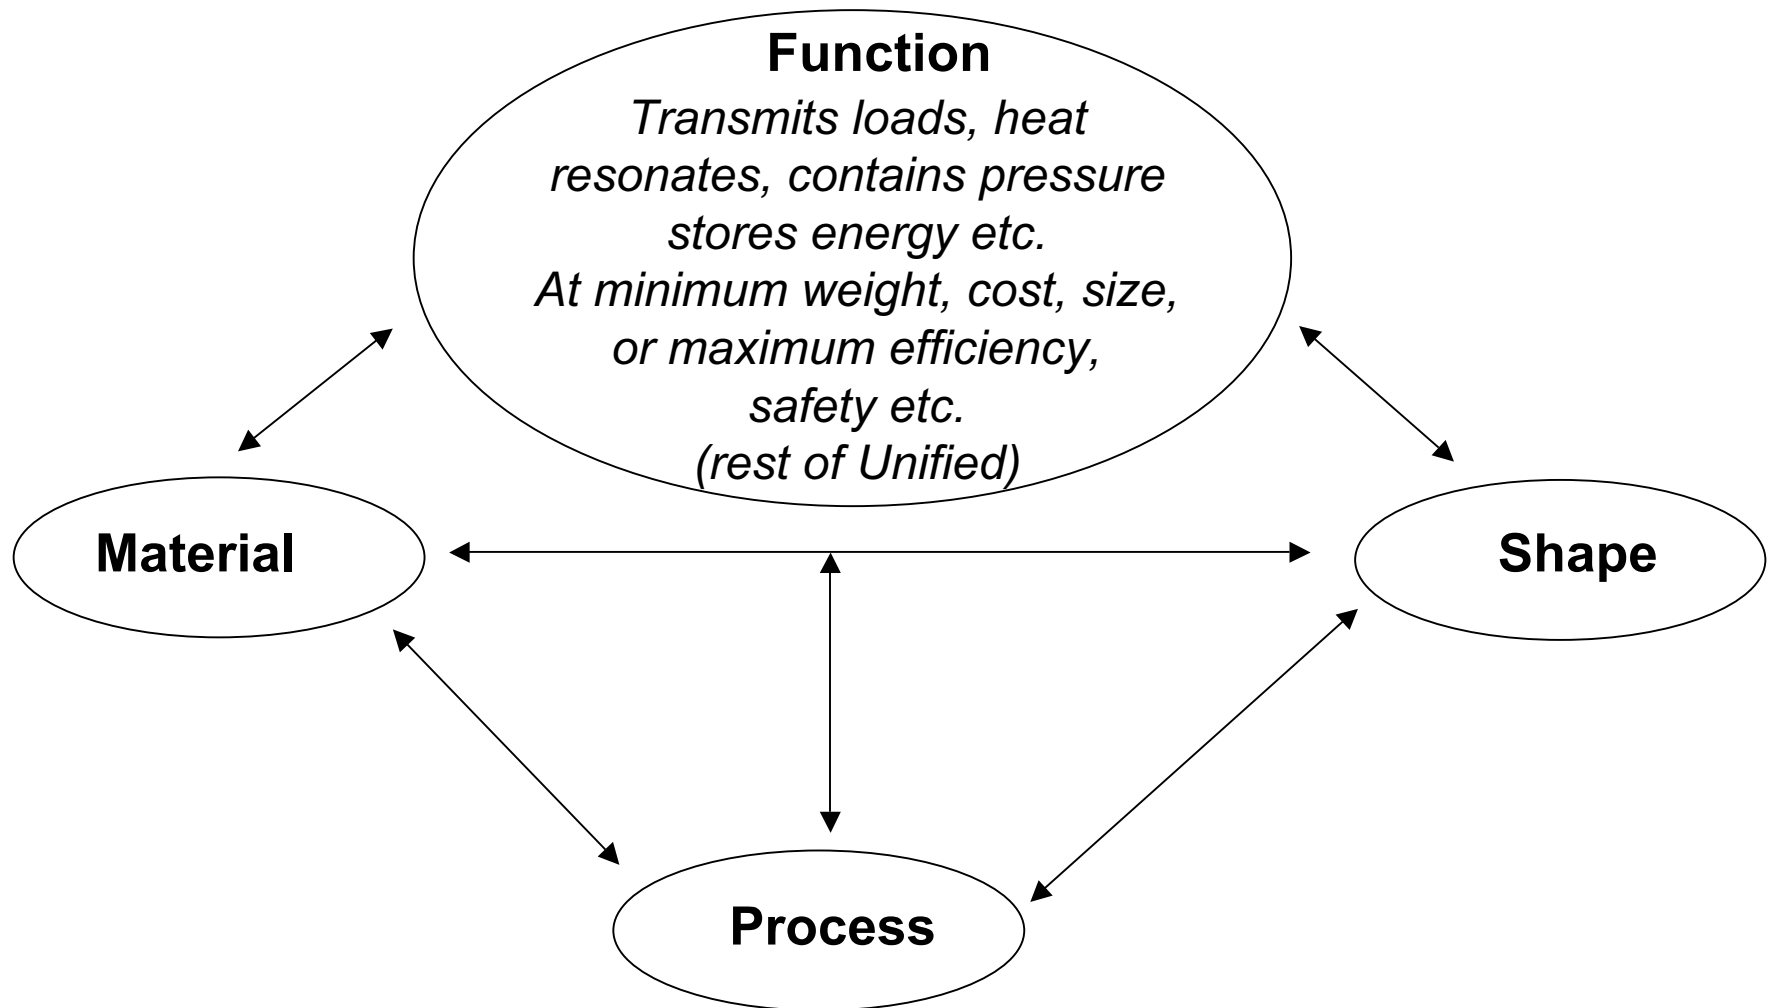 Function
Transmits loads, heat
resonates, contains pressure
stores energy etc.
At minimum weight, cost, size,
or maximum efficiency,
safety etc.
(rest of Unified)
Material
Shape
Process